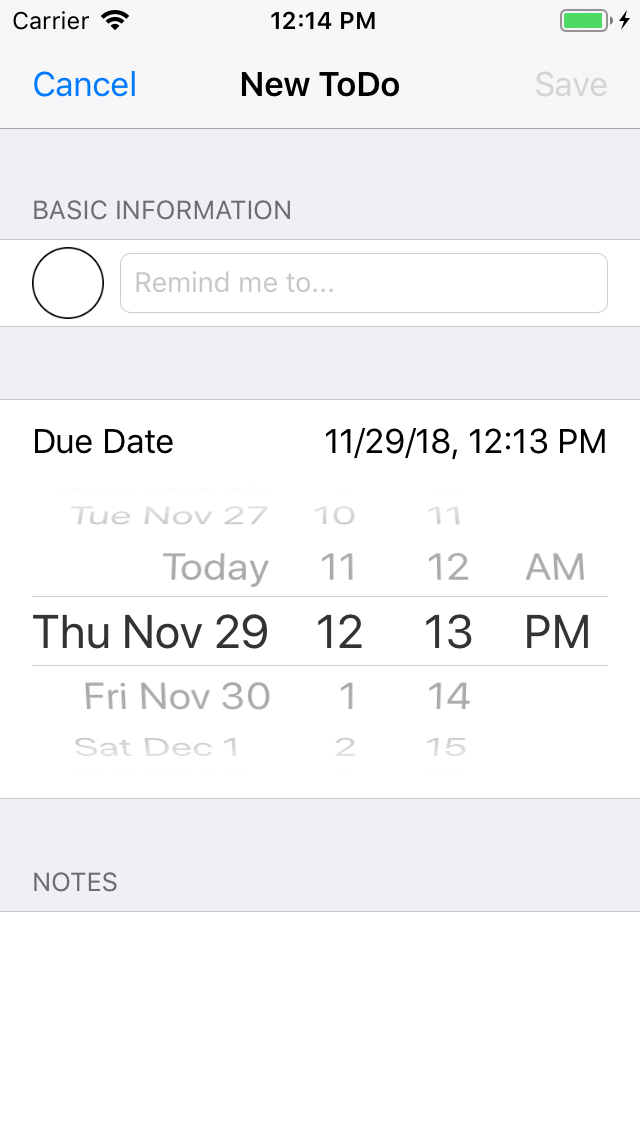 Carrier 12:14 PM
Cancel New ToDo Save
BASIC INFORMATION
Remind me to...
Due Date 11/29/18, 12:13 PM
Tue Nov 27 10 11
Today 11 12 AM
Thu Nov 29 12 13 PM
Fri Nov 30 1 14
Sat Dec 1 2 15
NOTES